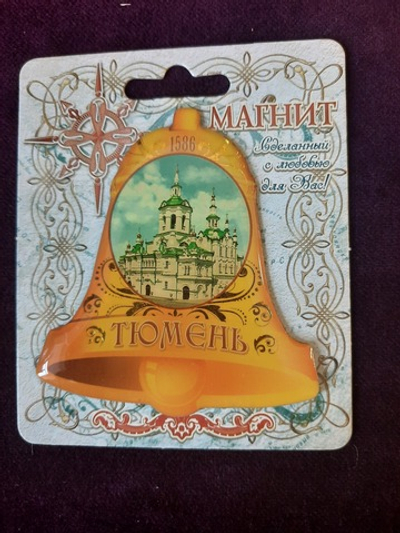 МАГНИТ
Сделанный
с любовью
для Вас!
1586
ТЮМЕНЬ